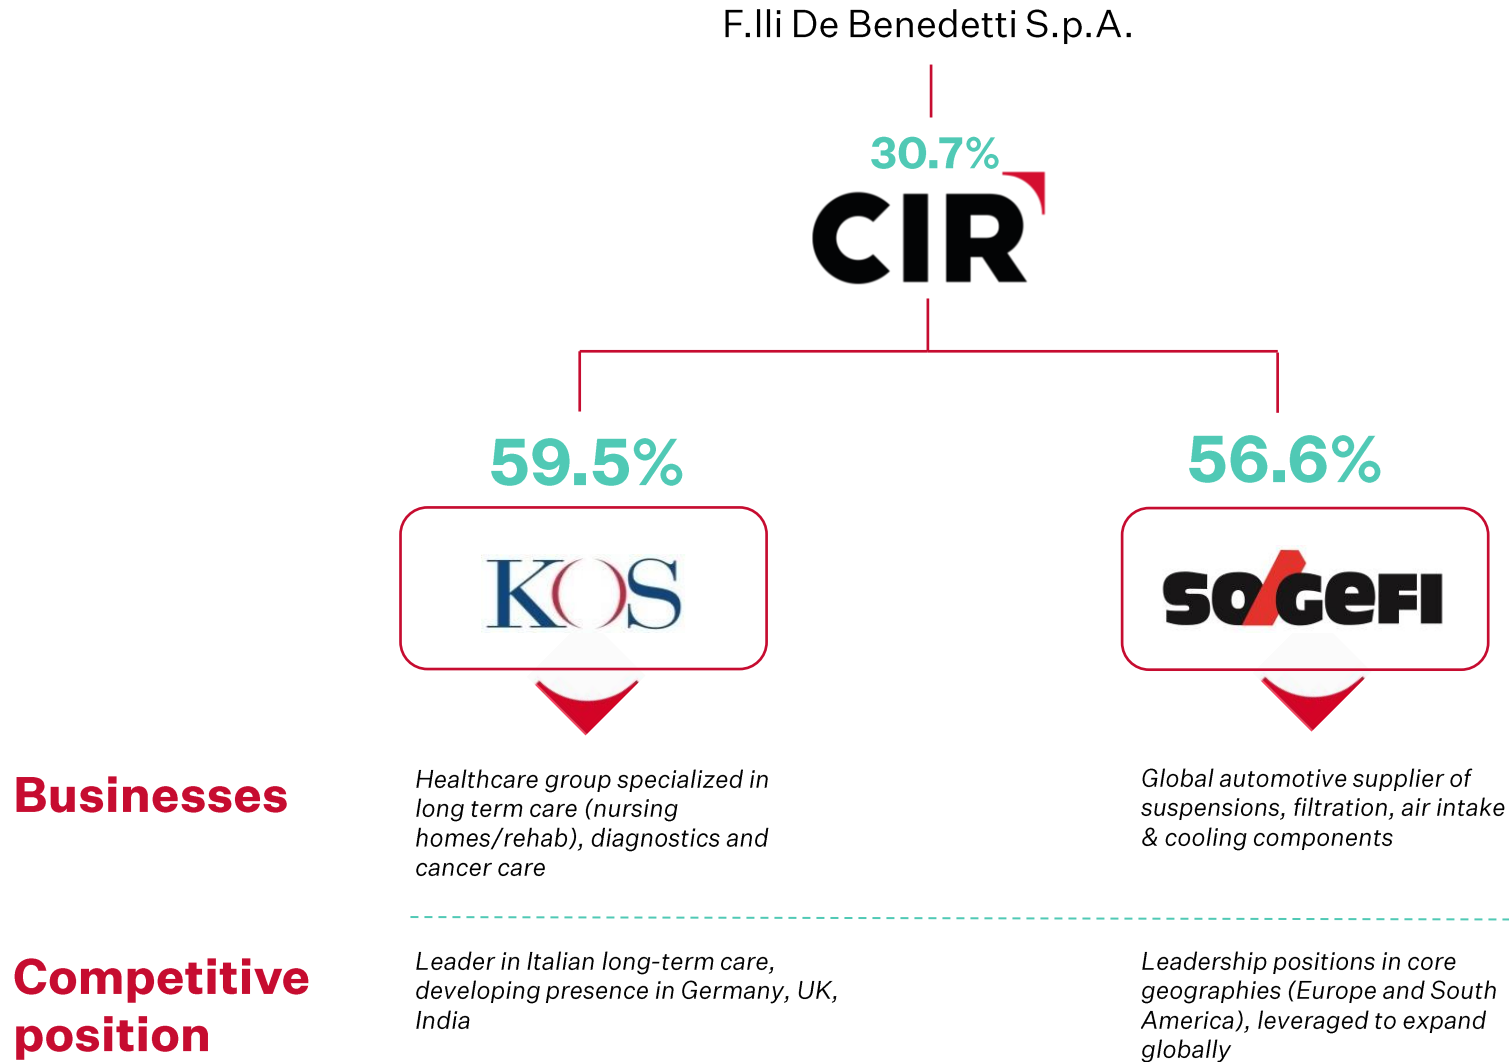 F.lli De Benedetti S.p.A.
30.7%
CIR
59.5%
56.6%
KOS
SOGEFI
Businesses
Healthcare group specialized in
long term care (nursing
homes/rehab), diagnostics and
cancer care
Global automotive supplier of
suspensions, filtration, air intake
& cooling components
Competitive
position
Leader in Italian long-term care,
developing presence in Germany, UK,
India
Leadership positions in core
geographies (Europe and South
America), leveraged to expand
globally